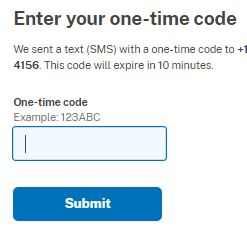 Enter your one-time code
We sent a text (SMS) with a one-time code to +1
4156. This code will expire in 10 minutes.
One-time code
Example: 123ABC
Submit